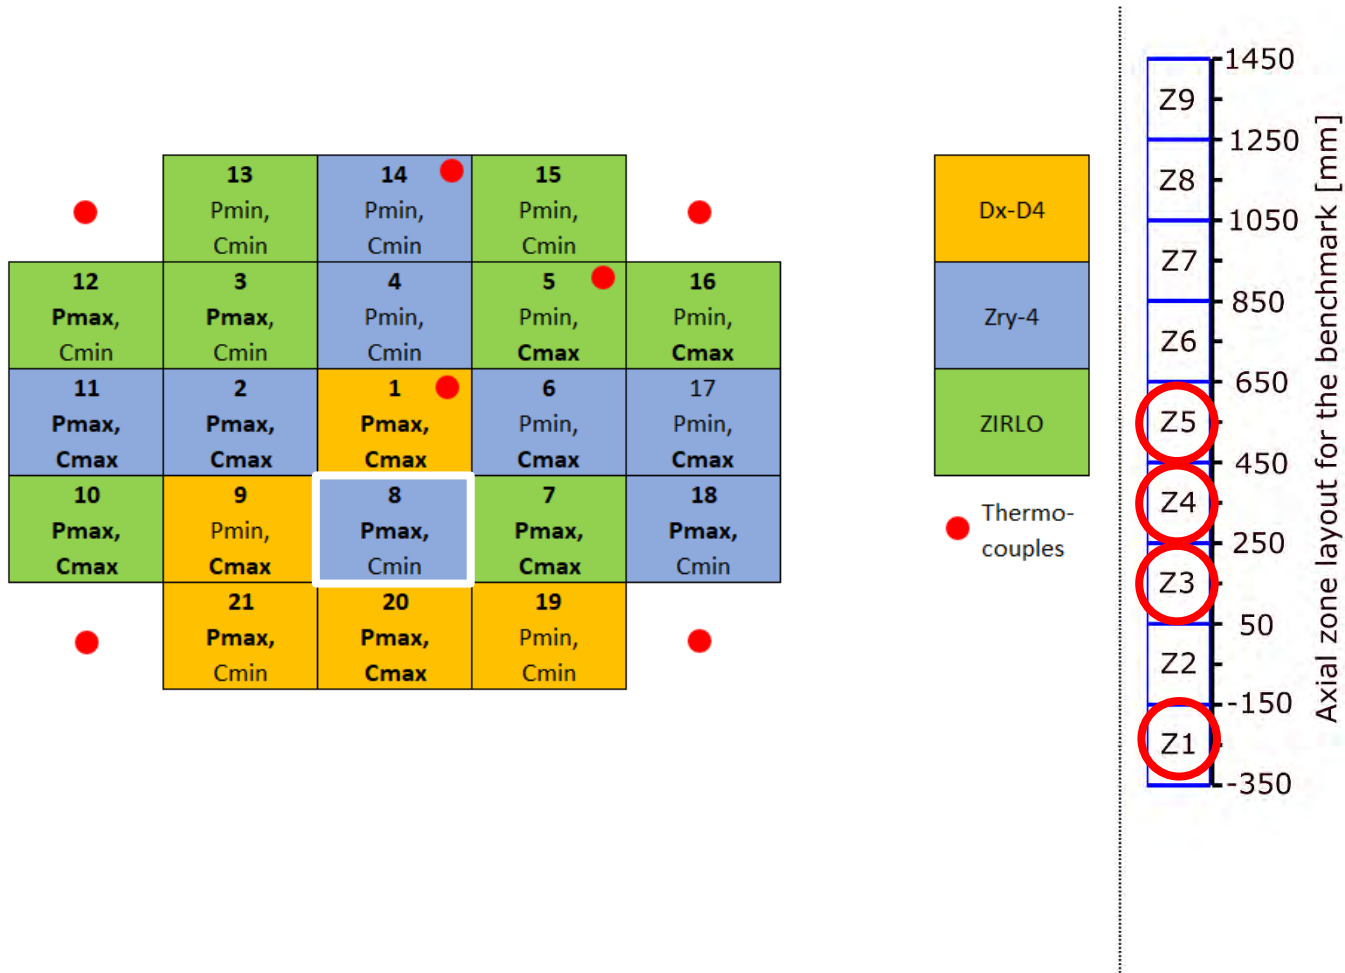 13
Pmin,
Cmin
14
Pmin,
Cmin
15
Pmin,
Cmin
12
Pmax,
Cmin
3
Pmax,
Cmin
4
Pmin,
Cmin
5
Pmin,
Cmax
16
Pmin,
Cmax
11
Pmax,
Cmax
2
Pmax,
Cmax
1
Pmax,
Cmax
6
Pmin,
Cmax
17
Pmin,
Cmax
10
Pmax,
Cmax
9
Pmin,
Cmax
8
Pmax,
Cmin
7
Pmax,
Cmax
18
Pmax,
Cmin
21
Pmax,
Cmin
20
Pmax,
Cmax
19
Pmin,
Cmin
Dx-D4
Zry-4
ZIRLO
Thermo-
couples
Z9
Z8
Z7
Z6
Z5
Z4
Z3
Z2
Z1
1450
1250
1050
850
650
450
250
50
-150
-350
Axial zone layout for the benchmark [mm]